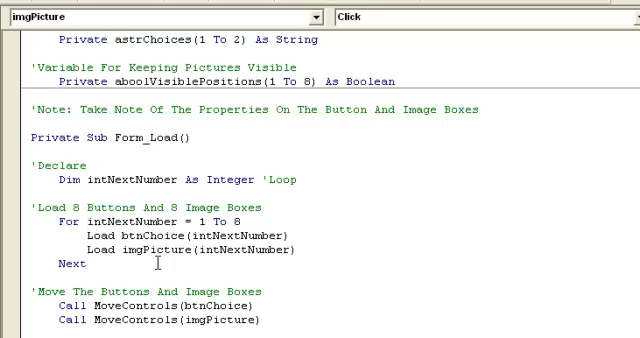 imgPicture Click
Private astrChoices(1 To 2) As String
'Variable For Keeping Pictures Visible
Private aboolVisiblePositions(1 To 8) As Boolean
'Note: Take Note Of The Properties On The Button And Image Boxes
Private Sub Form_Load()
'Declare
Dim intNextNumber As Integer 'Loop
'Load 8 Buttons And 8 Image Boxes
For intNextNumber = 1 To 8
Load btnChoice(intNextNumber)
Load imgPicture(intNextNumber)
Next
'Move The Buttons And Image Boxes
Call MoveControls(btnChoice)
Call MoveControls(imgPicture)